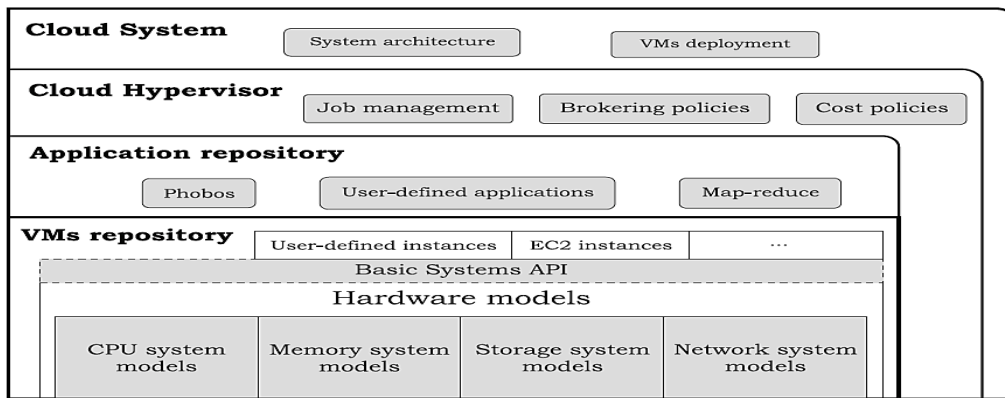 Cloud System
System architecture
VMs deployment
Cloud Hypervisor
Job management
Brokering policies
Cost policies
Application repository
Phobos
User-defined applications
Map-reduce
VMs repository
User-defined instances
EC2 instances
...
Basic Systems API
Hardware models
CPU system
models
Memory system
models
Storage system
models
Network system
models